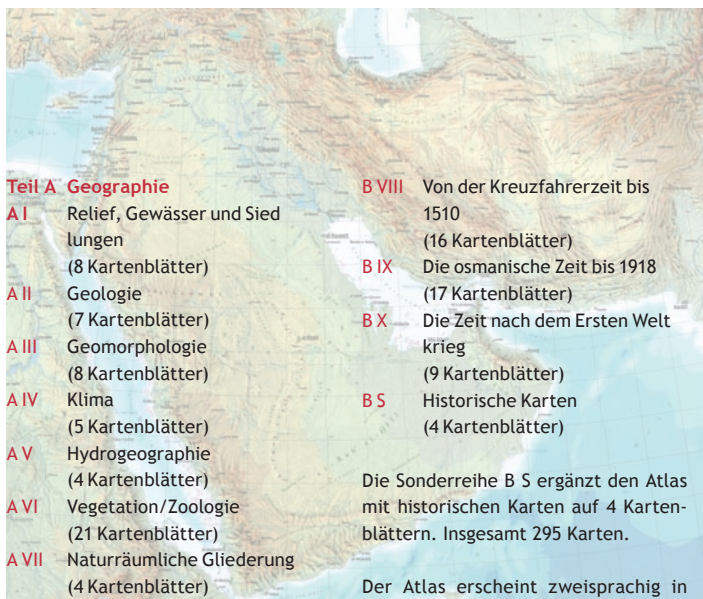 Teil A Geographie
A I Relief, Gewässer und Sied
lungen
(8 Kartenblätter)
A II Geologie
(7 Kartenblätter)
A III Geomorphologie
(8 Kartenblätter)
A IV Klima
(5 Kartenblätter)
A V Hydrogeographie
(4 Kartenblätter)
A VI Vegetation/Zoologie
(21 Kartenblätter)
A VII Naturräumliche Gliederung
(4 Kartenblätter)
B VIII Von der Kreuzfahrerzeit bis
1510
(16 Kartenblätter)
B IX Die osmanische Zeit bis 1918
(17 Kartenblätter)
B X Die Zeit nach dem Ersten Welt
krieg
(9 Kartenblätter)
B S Historische Karten
(4 Kartenblätter)
Die Sonderreihe B S ergänzt den Atlas
mit historischen Karten auf 4 Karten-
blättern. Insgesamt 295 Karten.
Der Atlas erscheint zweisprachig in